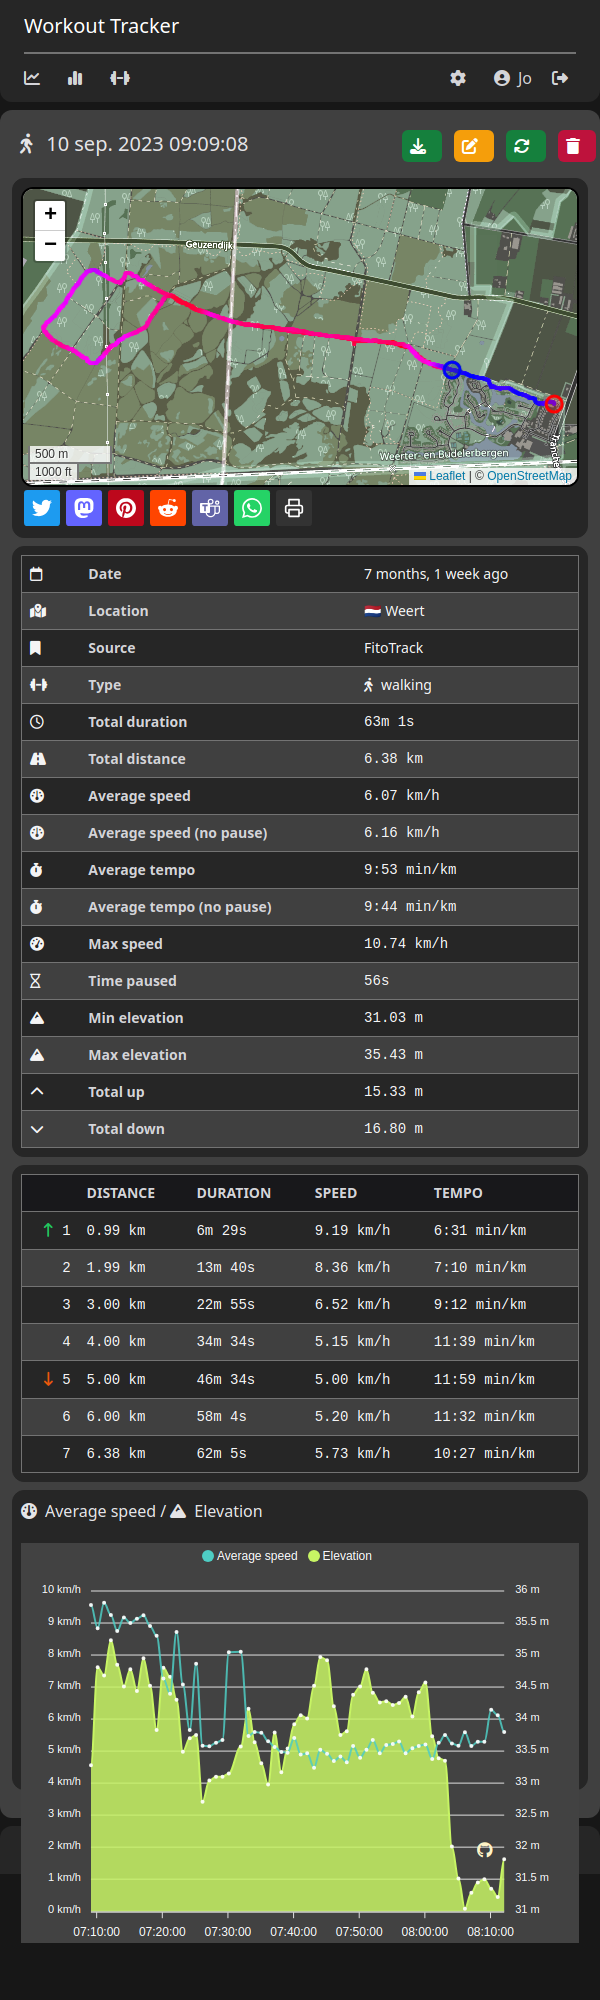 Workout Tracker
Jo
10 sep. 2023 09:09:08
+
−
Geuzendijk
Weerter- en Budelerbergen
500 m
1000 ft
Leaflet | © OpenStreetMap
Date 7 months, 1 week ago
Location 🇳🇱 Weert
Source FitoTrack
Type walking
Total duration 63m 1s
Total distance 6.38 km
Average speed 6.07 km/h
Average speed (no pause) 6.16 km/h
Average tempo 9:53 min/km
Average tempo (no pause) 9:44 min/km
Max speed 10.74 km/h
Time paused 56s
Min elevation 31.03 m
Max elevation 35.43 m
Total up 15.33 m
Total down 16.80 m
DISTANCE DURATION SPEED TEMPO
↑ 1 0.99 km 6m 29s 9.19 km/h 6:31 min/km
2 1.99 km 13m 40s 8.36 km/h 7:10 min/km
3 3.00 km 22m 55s 6.52 km/h 9:12 min/km
4 4.00 km 34m 34s 5.15 km/h 11:39 min/km
↓ 5 5.00 km 46m 34s 5.00 km/h 11:59 min/km
6 6.00 km 58m 4s 5.20 km/h 11:32 min/km
7 6.38 km 62m 5s 5.73 km/h 10:27 min/km
Average speed / Elevation
Average speed Elevation
10 km/h 36 m
9 km/h 35.5 m
8 km/h 35 m
7 km/h 34.5 m
6 km/h 34 m
5 km/h 33.5 m
4 km/h 33 m
3 km/h 32.5 m
2 km/h 32 m
1 km/h 31.5 m
0 km/h 31 m
07:10:00 07:20:00 07:30:00 07:40:00 07:50:00 08:00:00 08:10:00